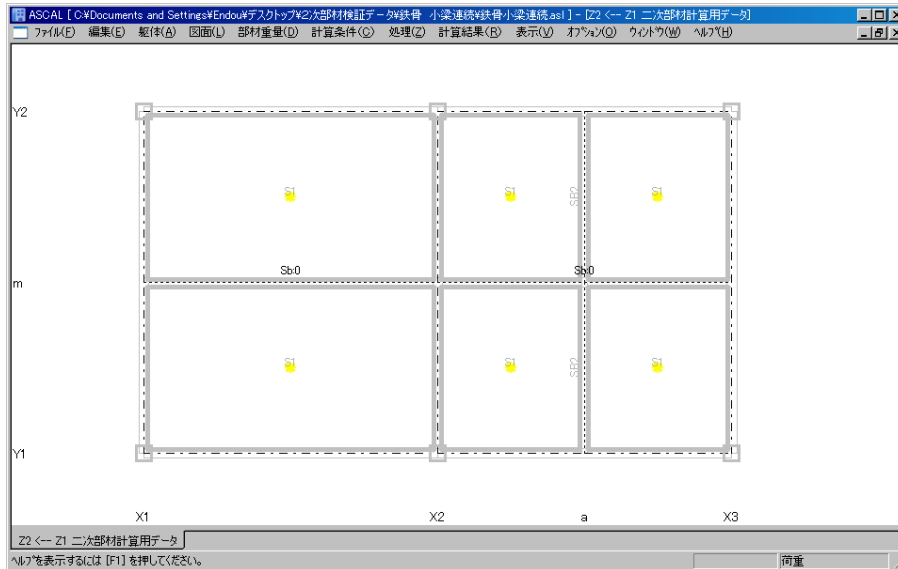 ASCAL [ C:¥Documents and Settings¥Endou¥デスクトップ¥2次部材検証データ¥鉄骨 小梁連続¥鉄骨小梁連続.asl ] - [Z2 <-- Z1 二次部材計算用データ]
ファイル(F) 編集(E) 躯体(A) 図面(L) 部材重量(D) 計算条件(C) 処理(Z) 計算結果(R) 表示(V) オプション(O) ウィンドウ(W) ヘルプ(H)
Y2
S1 S1 SB2 S1
Sb:0 Sb:0
m
S1 S1 SB2 S1
Y1
X1 X2 a X3
Z2 <-- Z1 二次部材計算用データ
ヘルプを表示するには [F1] を押してください。 荷重